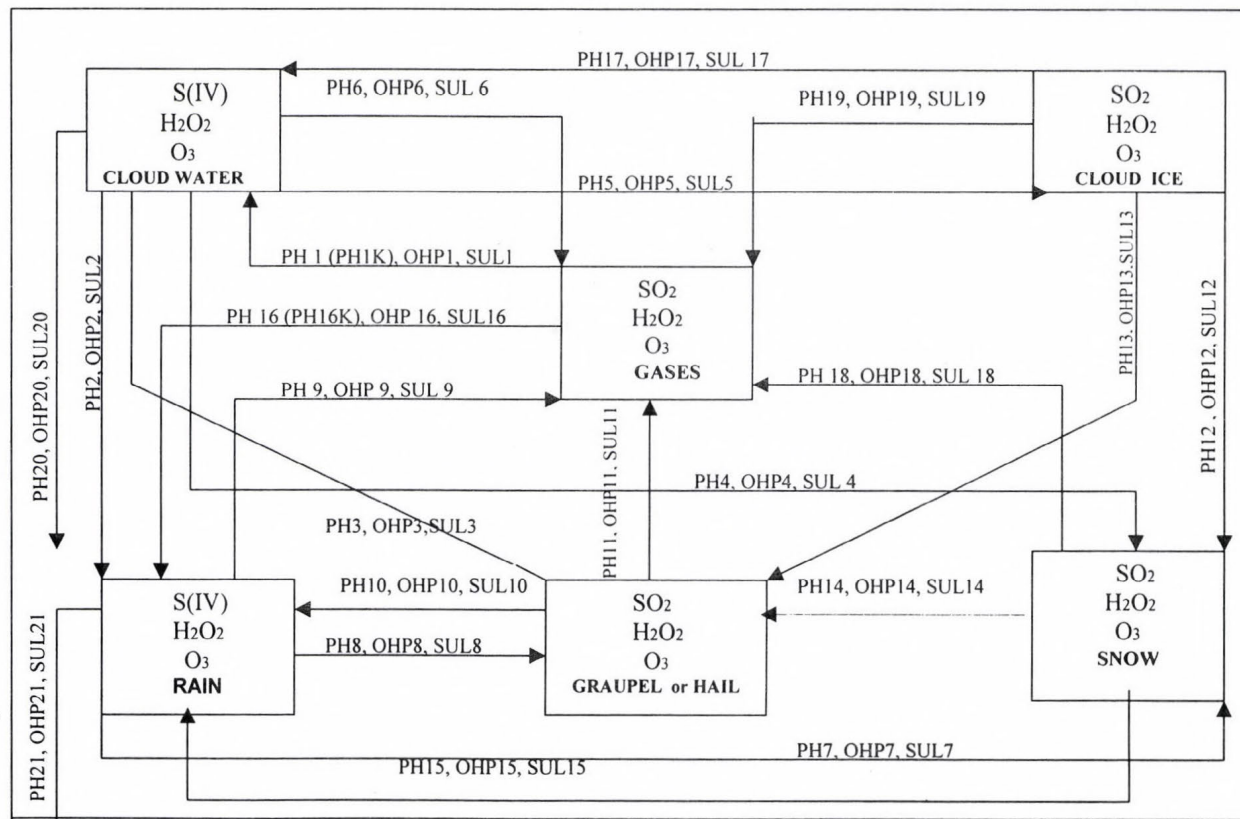 PH17, OHP17, SUL 17
S(IV)
H2O2
O3
CLOUD WATER
PH6, OHP6, SUL 6
PH19, OHP19, SUL19
SO2
H2O2
O3
CLOUD ICE
PH5, OHP5, SUL5
PH 1 (PH1K), OHP1, SUL1
PH20, OHP20, SUL20
PH2, OHP2, SUL2
PH 16 (PH16K), OHP 16, SUL16
SO2
H2O2
O3
GASES
PH13, OHP13.SUL13
PH12 , OHP12, SUL12
PH 9, OHP 9, SUL 9
PH 18, OHP18, SUL 18
PH11, OHP11, SUL11
PH4, OHP4, SUL 4
PH3, OHP3,SUL3
S(IV)
H2O2
O3
RAIN
PH10, OHP10, SUL10
PH8, OHP8, SUL8
SO2
H2O2
O3
GRAUPEL or HAIL
PH14, OHP14, SUL14
SO2
H2O2
O3
SNOW
PH21, OHP21, SUL21
PH7, OHP7, SUL7
PH15, OHP15, SUL15